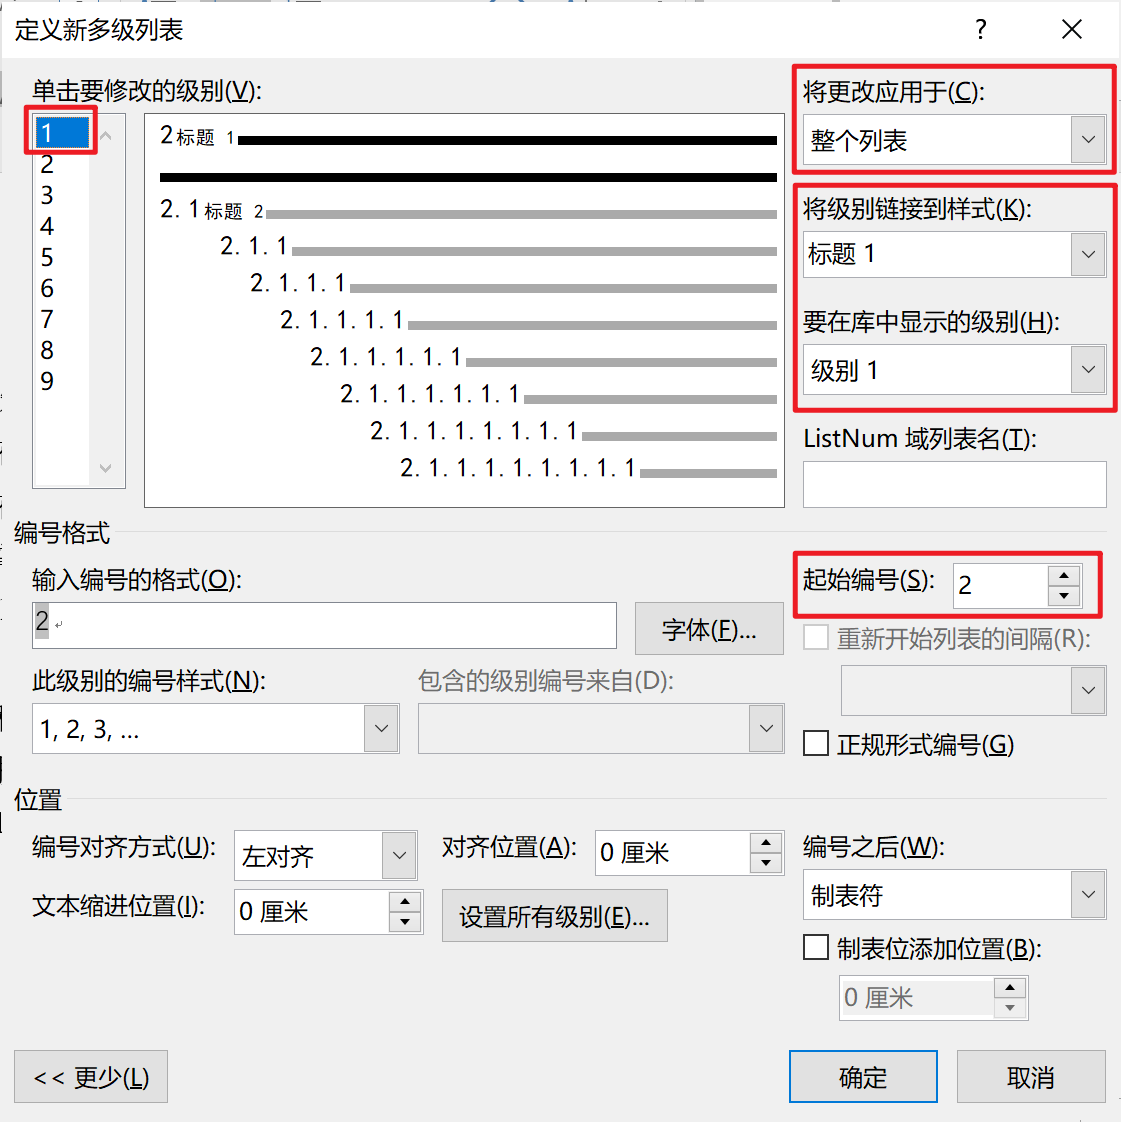 定义新多级列表
?
单击要修改的级别(V):
1
2
3
4
5
6
7
8
9
2标题 1
2.1标题 2
2.1.1
2.1.1.1
2.1.1.1.1
2.1.1.1.1.1
2.1.1.1.1.1.1
2.1.1.1.1.1.1.1
2.1.1.1.1.1.1.1.1
将更改应用于(C):
整个列表
将级别链接到样式(K):
标题 1
要在库中显示的级别(H):
级别 1
ListNum 域列表名(T):
编号格式
输入编号的格式(O):
2
字体(F)...
起始编号(S):
2
重新开始列表的间隔(R):
此级别的编号样式(N):
1, 2, 3, ...
包含的级别编号来自(D):
正规形式编号(G)
位置
编号对齐方式(U):
左对齐
对齐位置(A):
0 厘米
编号之后(W):
制表符
文本缩进位置(I):
0 厘米
设置所有级别(E)...
制表位添加位置(B):
0 厘米
<< 更少(L)
确定
取消